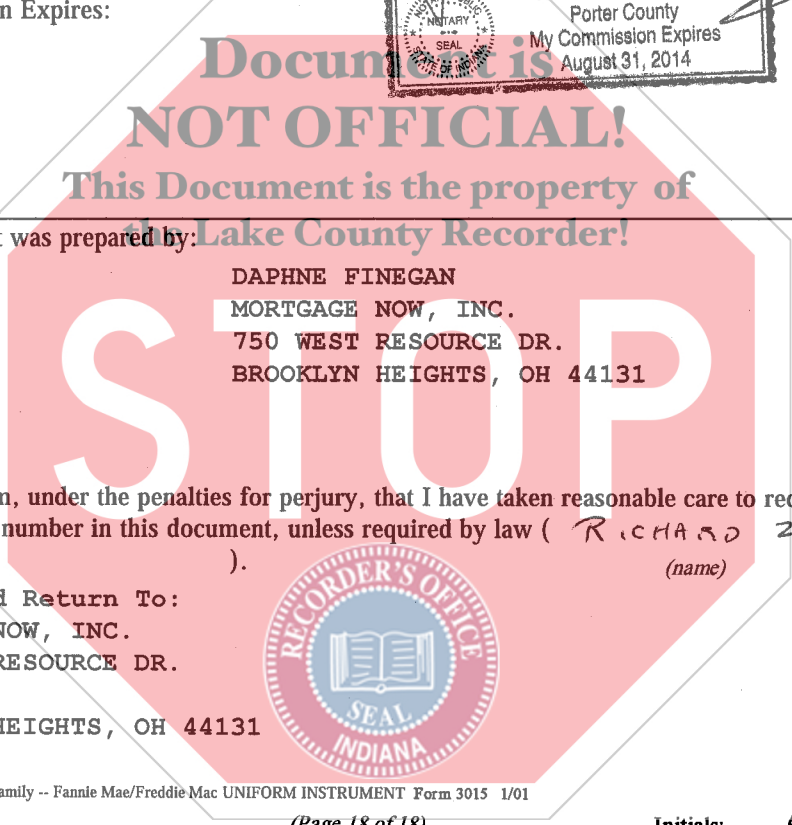 n Expires:
NOTARY
SEAL
STATE OF INDIANA
Porter County
My Commission Expires
August 31, 2014
Document is
NOT OFFICIAL!
This Document is the property of
the Lake County Recorder!
t was prepared by:
DAPHNE FINEGAN
MORTGAGE NOW, INC.
750 WEST RESOURCE DR.
BROOKLYN HEIGHTS, OH 44131
STOP
m, under the penalties for perjury, that I have taken reasonable care to rec
number in this document, unless required by law ( RICHARD
).
(name)
d Return To:
NOW, INC.
RESOURCE DR.
HEIGHTS, OH 44131
RECORDER'S OFFICE
SEAL
INDIANA
amily -- Fannie Mae/Freddie Mac UNIFORM INSTRUMENT Form 3015 1/01
(Page 18 of 18)
Initials: